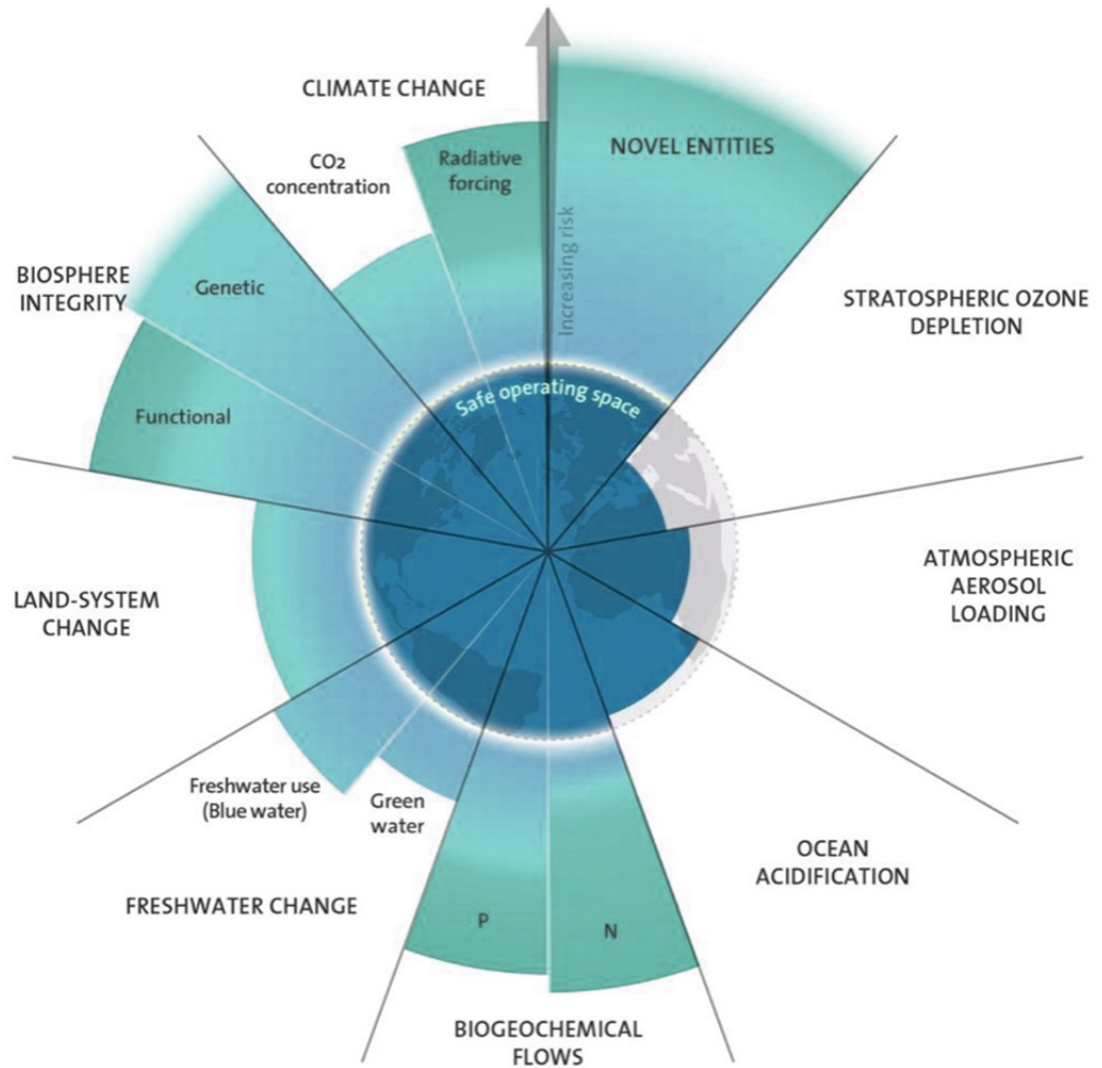 CLIMATE CHANGE
CO2
concentration
Radiative
forcing
NOVEL ENTITIES
Increasing risk
BIOSPHERE
INTEGRITY
Genetic
Functional
STRATOSPHERIC OZONE
DEPLETION
Safe operating space
ATMOSPHERIC
AEROSOL
LOADING
LAND-SYSTEM
CHANGE
Freshwater use
(Blue water)
Green
water
OCEAN
ACIDIFICATION
FRESHWATER CHANGE
P
N
BIOGEOCHEMICAL
FLOWS